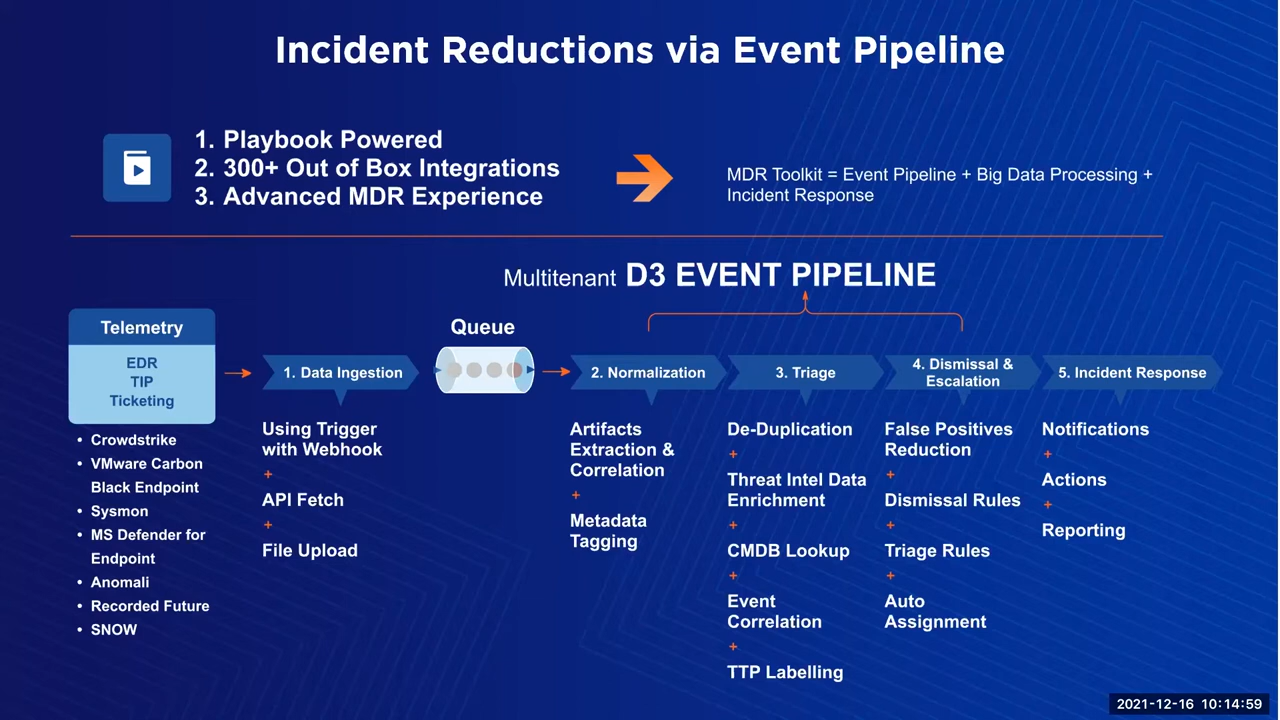 Incident Reductions via Event Pipeline
1. Playbook Powered
2. 300+ Out of Box Integrations
3. Advanced MDR Experience
MDR Toolkit = Event Pipeline + Big Data Processing +
Incident Response
Multitenant D3 EVENT PIPELINE
Telemetry
EDR
TIP
Ticketing
• Crowdstrike
• VMware Carbon
Black Endpoint
• Sysmon
• MS Defender for
Endpoint
• Anomali
• Recorded Future
• SNOW
1. Data Ingestion
Using Trigger
with Webhook
+
API Fetch
+
File Upload
Queue
2. Normalization
Artifacts
Extraction &
Correlation
+
Metadata
Tagging
3. Triage
De-Duplication
+
Threat Intel Data
Enrichment
+
CMDB Lookup
+
Event
Correlation
+
TTP Labelling
4. Dismissal &
Escalation
False Positives
Reduction
+
Dismissal Rules
+
Triage Rules
+
Auto
Assignment
5. Incident Response
Notifications
+
Actions
+
Reporting
2021-12-16 10:14:59